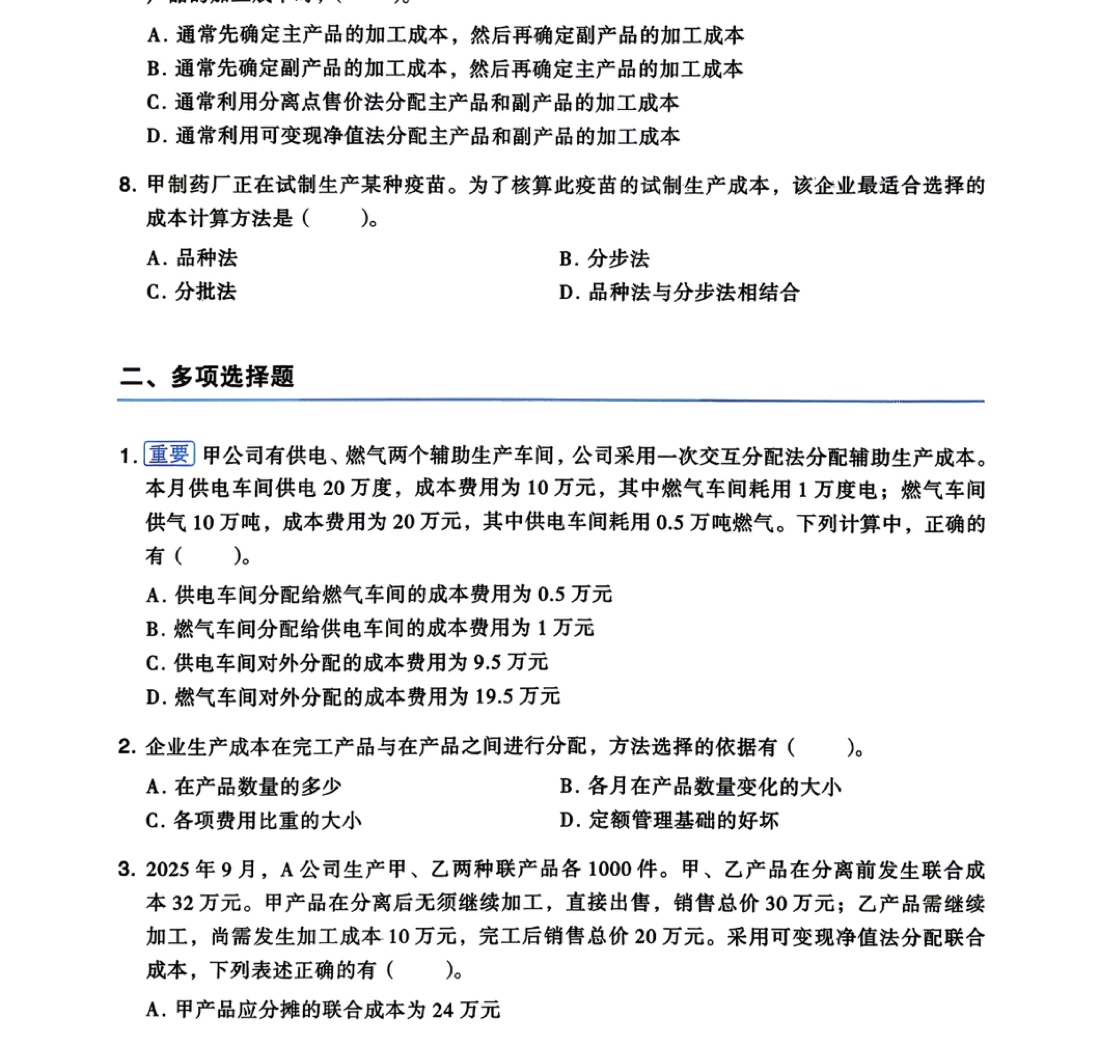 A. 通常先确定主产品的加工成本，然后再确定副产品的加工成本
B. 通常先确定副产品的加工成本，然后再确定主产品的加工成本
C. 通常利用分离点售价法分配主产品和副产品的加工成本
D. 通常利用可变现净值法分配主产品和副产品的加工成本
8. 甲制药厂正在试制生产某种疫苗。为了核算此疫苗的试制生产成本，该企业最适合选择的
成本计算方法是（　　）。
A. 品种法　　B. 分步法
C. 分批法　　D. 品种法与分步法相结合
二、多项选择题
1. 重要 甲公司有供电、燃气两个辅助生产车间，公司采用一次交互分配法分配辅助生产成本。
本月供电车间供电 20 万度，成本费用为 10 万元，其中燃气车间耗用 1 万度电；燃气车间
供气 10 万吨，成本费用为 20 万元，其中供电车间耗用 0.5 万吨燃气。下列计算中，正确的
有（　　）。
A. 供电车间分配给燃气车间的成本费用为 0.5 万元
B. 燃气车间分配给供电车间的成本费用为 1 万元
C. 供电车间对外分配的成本费用为 9.5 万元
D. 燃气车间对外分配的成本费用为 19.5 万元
2. 企业生产成本在完工产品与在产品之间进行分配，方法选择的依据有（　　）。
A. 在产品数量的多少　　B. 各月在产品数量变化的大小
C. 各项费用比重的大小　　D. 定额管理基础的好坏
3. 2025 年 9 月，A 公司生产甲、乙两种联产品各 1000 件。甲、乙产品在分离前发生联合成
本 32 万元。甲产品在分离后无须继续加工，直接出售，销售总价 30 万元；乙产品需继续
加工，尚需发生加工成本 10 万元，完工后销售总价 20 万元。采用可变现净值法分配联合
成本，下列表述正确的有（　　）。
A. 甲产品应分摊的联合成本为 24 万元